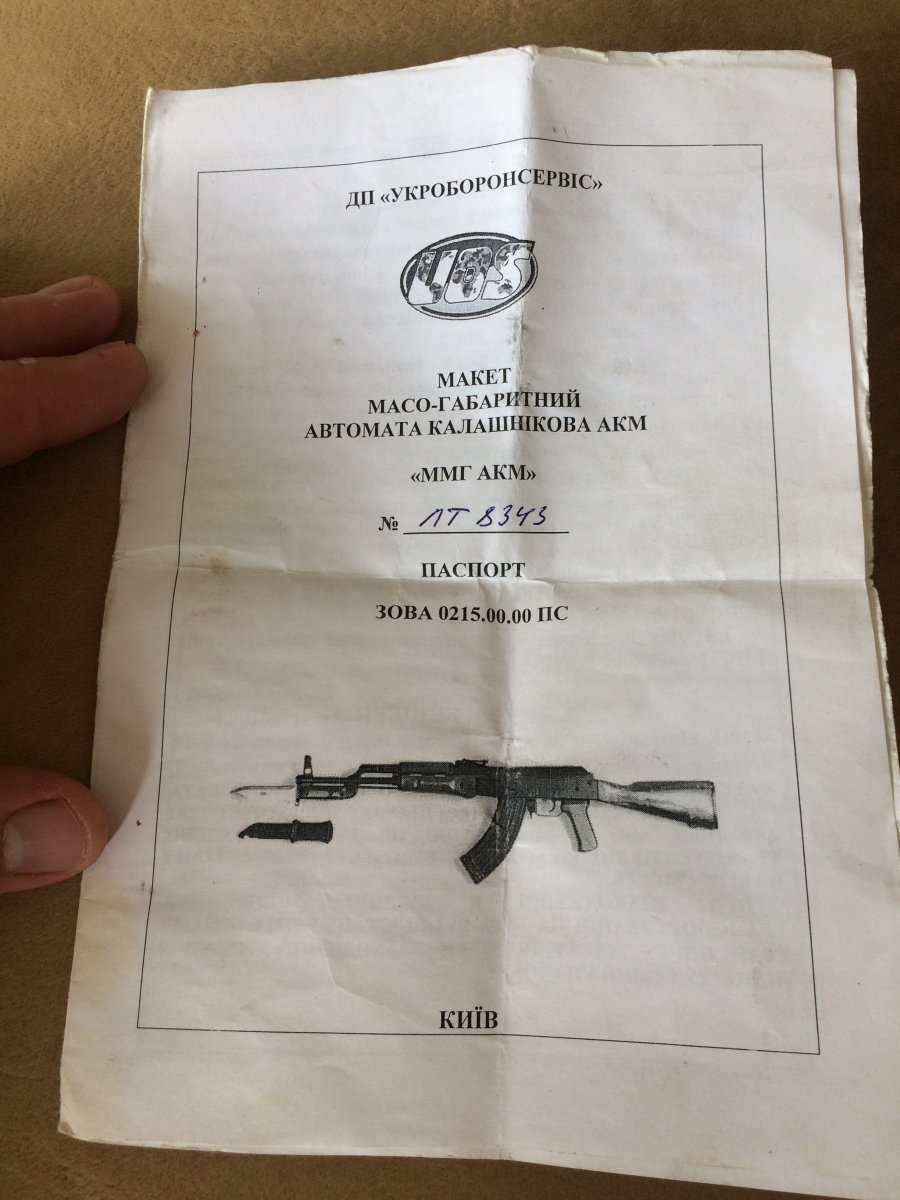 ДП «УКРОБОРОНСЕРВІС»
UBS
МАКЕТ
МАСО-ГАБАРИТНИЙ
АВТОМАТА КАЛАШНІКОВА АКМ
«ММГ АКМ»
№ ЛТ 8343
ПАСПОРТ
ЗОВА 0215.00.00 ПС
КИЇВ